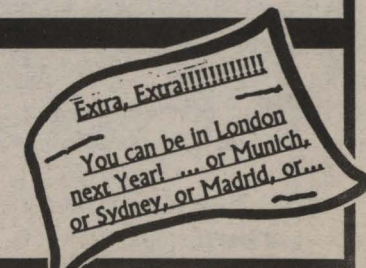 Extra, Extra!!!!!!!!!!!!
You can be in London
next Year! ... or Munich,
or Sydney, or Madrid, or...